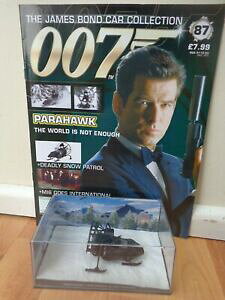 THE JAMES BOND CAR COLLECTION
87
£7.99
007
PARAHAWK
THE WORLD IS NOT ENOUGH
+DEADLY SNOW PATROL
+MI6 GOES INTERNATIONAL